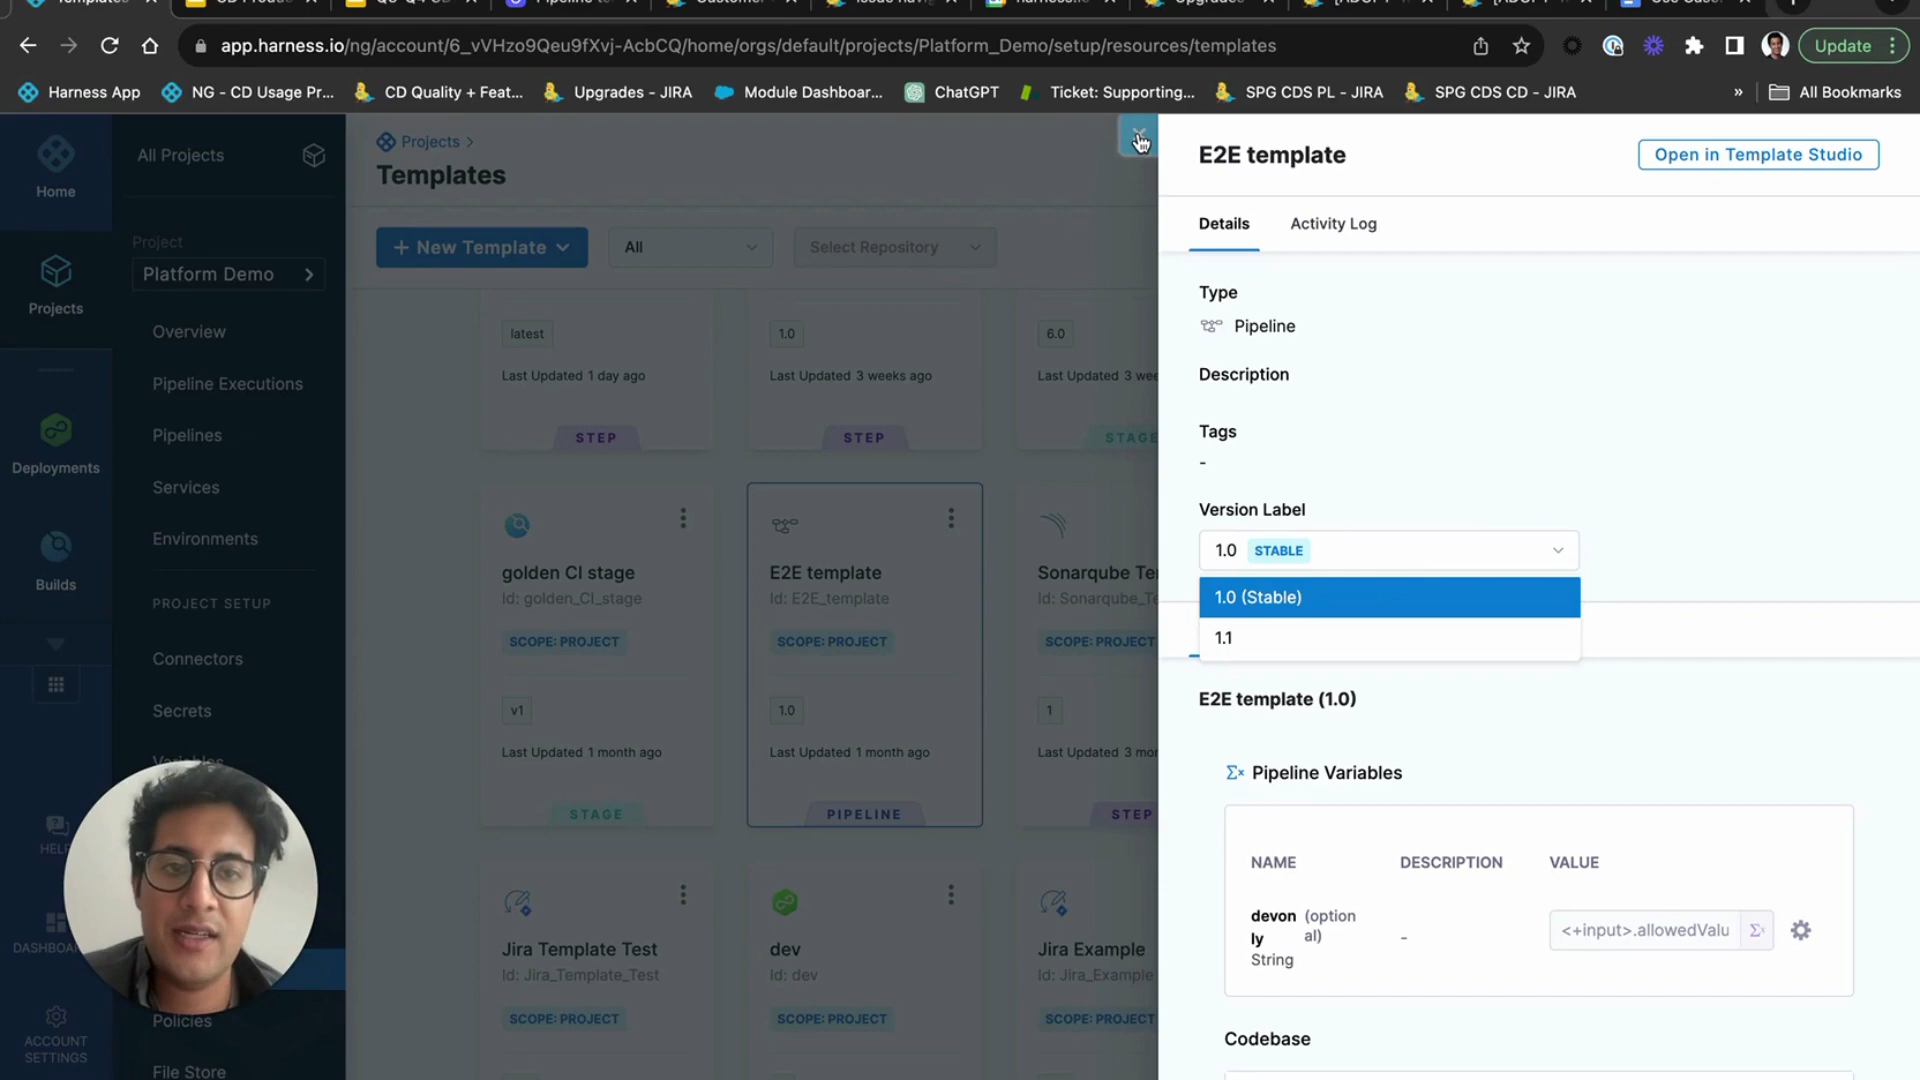 app.harness.io/ng/account/6_vVHzo9Qeu9fXvj-AcbCQ/home/orgs/default/projects/Platform_Demo/setup/resources/templates
Update
Harness App
NG - CD Usage Pr...
CD Quality + Feat...
Upgrades - JIRA
Module Dashboar...
ChatGPT
Ticket: Supporting...
SPG CDS PL - JIRA
SPG CDS CD - JIRA
»
All Bookmarks
Home
Projects
Deployments
Builds
HEL
DASHBOA
ACCOUNT
SETTINGS
All Projects
Project
Platform Demo
Overview
Pipeline Executions
Pipelines
Services
Environments
PROJECT SETUP
Connectors
Secrets
Variables
Policies
File Store
Projects >
Templates
+ New Template
All
Select Repository
latest
Last Updated 1 day ago
STEP
1.0
Last Updated 3 weeks ago
STEP
6.0
Last Updated 3 wee
STAGE
golden CI stage
Id: golden_CI_stage
SCOPE: PROJECT
v1
Last Updated 1 month ago
STAGE
E2E template
Id: E2E_template
SCOPE: PROJECT
1.0
Last Updated 1 month ago
PIPELINE
Sonarqube Te
Id: Sonarqube_Te
SCOPE: PROJECT
1
Last Updated 3 mo
STEP
Jira Template Test
Id: Jira_Template_Test
SCOPE: PROJECT
dev
Id: dev
SCOPE: PROJECT
Jira Example
Id: Jira_Example
SCOPE: PROJECT
E2E template
Open in Template Studio
Details
Activity Log
Type
Pipeline
Description
Tags
-
Version Label
1.0 STABLE
1.0 (Stable)
1.1
E2E template (1.0)
Pipeline Variables
NAME DESCRIPTION VALUE
devon (option
ly al)
String
-
<+input>.allowedValu
Codebase